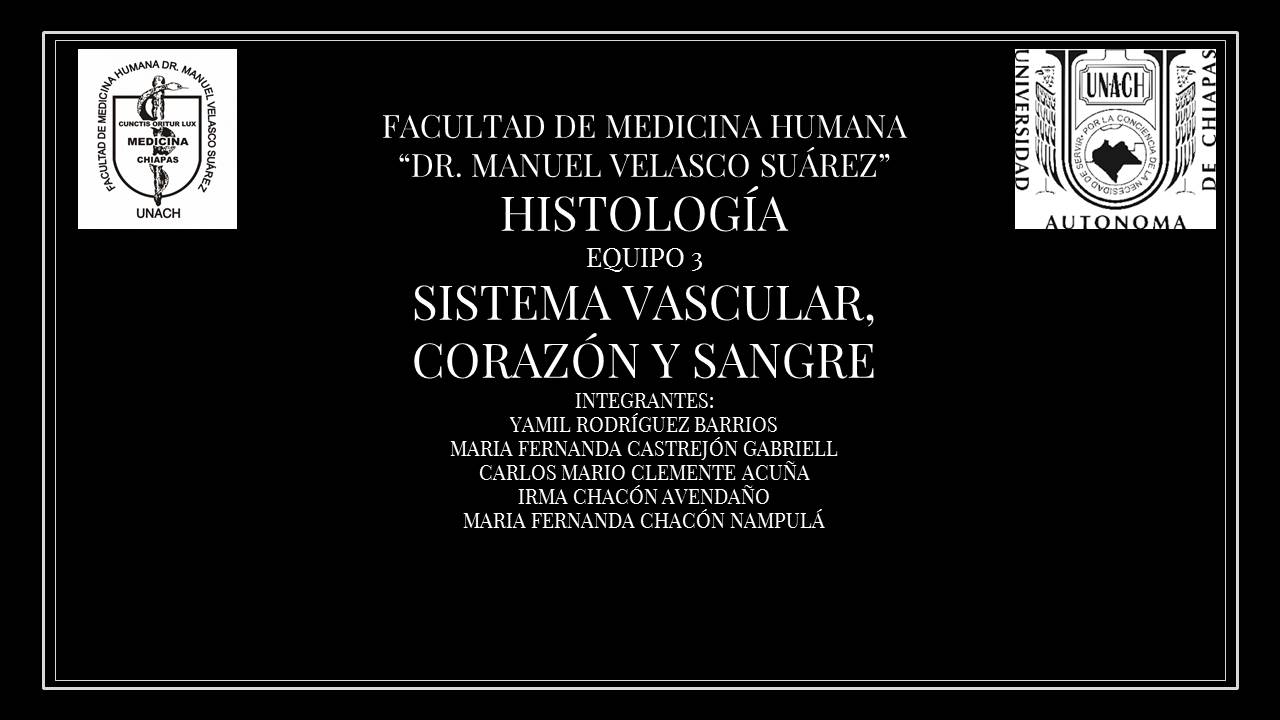 FACULTAD DE MEDICINA HUMANA DR. MANUEL VELASCO SUÁREZ
CUNCTIS ORITUR LUX
MEDICINA
CHIAPAS
UNACH
UNIVERSIDAD
UNACH
POR LA CONCIENCIA DE LA NECESIDAD DE SERVIR
DE CHIAPAS
AUTONOMA
FACULTAD DE MEDICINA HUMANA
“DR. MANUEL VELASCO SUÁREZ”
HISTOLOGÍA
EQUIPO 3
SISTEMA VASCULAR,
CORAZÓN Y SANGRE
INTEGRANTES:
YAMIL RODRÍGUEZ BARRIOS
MARIA FERNANDA CASTREJÓN GABRIELL
CARLOS MARIO CLEMENTE ACUÑA
IRMA CHACÓN AVENDAÑO
MARIA FERNANDA CHACÓN NAMPULÁ